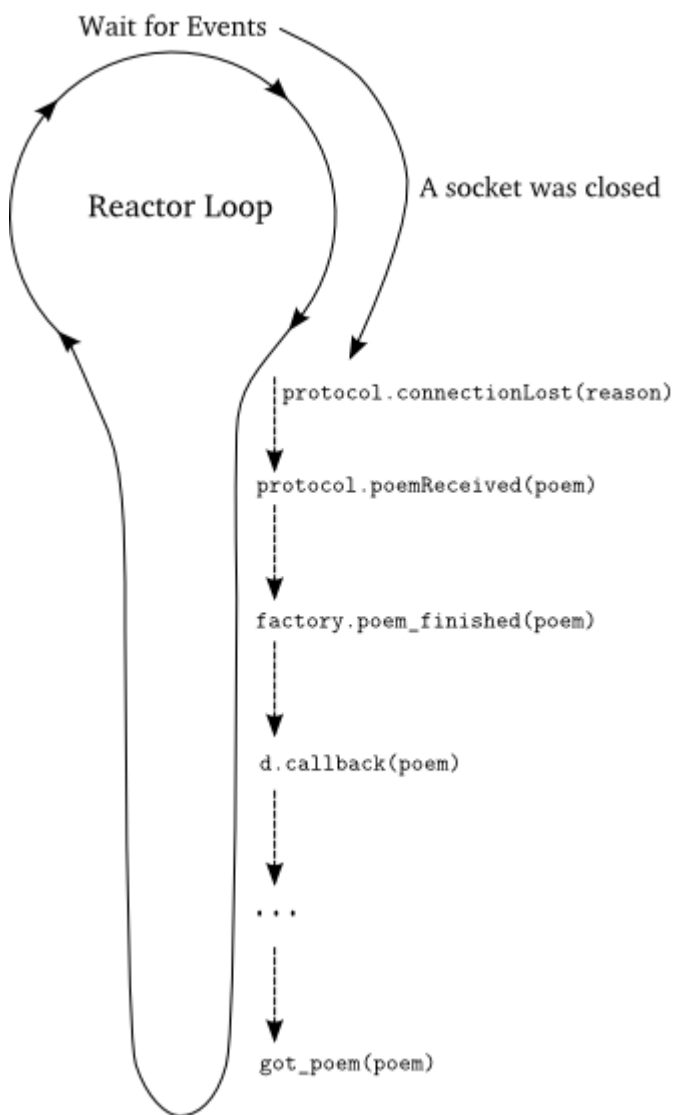 Wait for Events
A socket was closed
Reactor Loop
protocol.connectionLost(reason)
protocol.poemReceived(poem)
factory.poem_finished(poem)
d.callback(poem)
...
got_poem(poem)